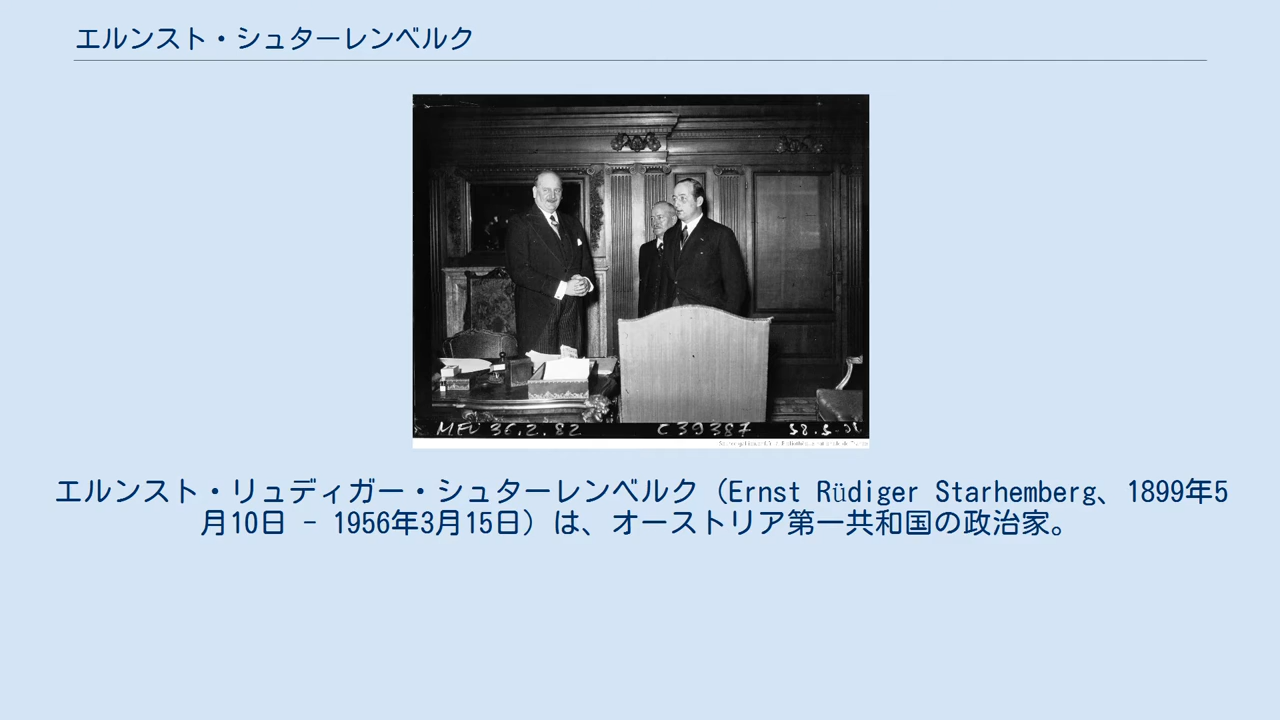 エルンスト・シュターレンベルク
MEU 36.2.82 C 39387
エルンスト・リュディガー・シュターレンベルク（Ernst Rüdiger Starhemberg、1899年5
月10日 - 1956年3月15日）は、オーストリア第一共和国の政治家。